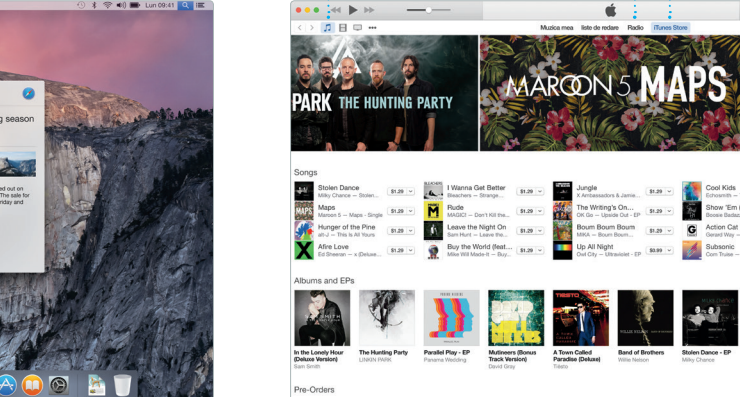 Lun 09:41
g season
ed out on
The sale for
riday and
Muzica mea liste de redare Radio iTunes Store
PARK THE HUNTING PARTY
MAROON 5 MAPS
Songs
Stolen Dance
Milky Chance — Stolen...
$1.29
I Wanna Get Better
Bleachers — Strange...
$1.29
Jungle
X Ambassadors & Jamie...
$1.29
Cool Kids
Echosmith —
Maps
Maroon 5 — Maps - Single
$1.29
Rude
MAGIC! — Don't Kill the...
$1.29
The Writing's On...
OK Go — Upside Out - EP
$1.29
Show 'Em (
Boosie Badaz
Hunger of the Pine
alt-J — This Is All Yours
$1.29
Leave the Night On
Sam Hunt — Leave the...
$1.29
Boum Boum Boum
MIKA — Boum Boum...
$1.29
Action Cat
Gerard Way —
Afire Love
Ed Sheeran — x (Deluxe...
$1.29
Buy the World (feat...
Mike Will Made-It — Buy...
$1.29
Up All Night
Owl City — Ultraviolet - EP
$0.89
Subsonic
Com Truise —
Albums and EPs
In the Lonely Hour
(Deluxe Version)
Sam Smith
The Hunting Party
LINKIN PARK
Parallel Play - EP
Panama Wedding
Mutineers (Bonus
Track Version)
David Gray
A Town Called
Paradise (Deluxe)
Tiësto
Band of Brothers
Willie Nelson
Stolen Dance - EP
Milky Chance
Pre-Orders